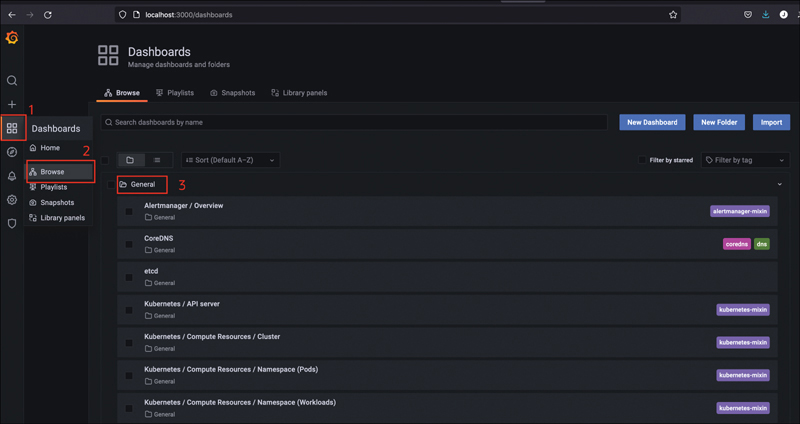 localhost:3000/dashboards
Dashboards
Manage dashboards and folders
Browse
Playlists
Snapshots
Library panels
1
Dashboards
Home
2
Browse
Playlists
Snapshots
Library panels
Search dashboards by name
New Dashboard
New Folder
Import
Sort (Default A–Z)
Filter by starred
Filter by tag
General
3
Alertmanager / Overview
General
alertmanager-mixin
CoreDNS
General
coredns
dns
etcd
General
Kubernetes / API server
General
kubernetes-mixin
Kubernetes / Compute Resources / Cluster
General
kubernetes-mixin
Kubernetes / Compute Resources / Namespace (Pods)
General
kubernetes-mixin
Kubernetes / Compute Resources / Namespace (Workloads)
General
kubernetes-mixin